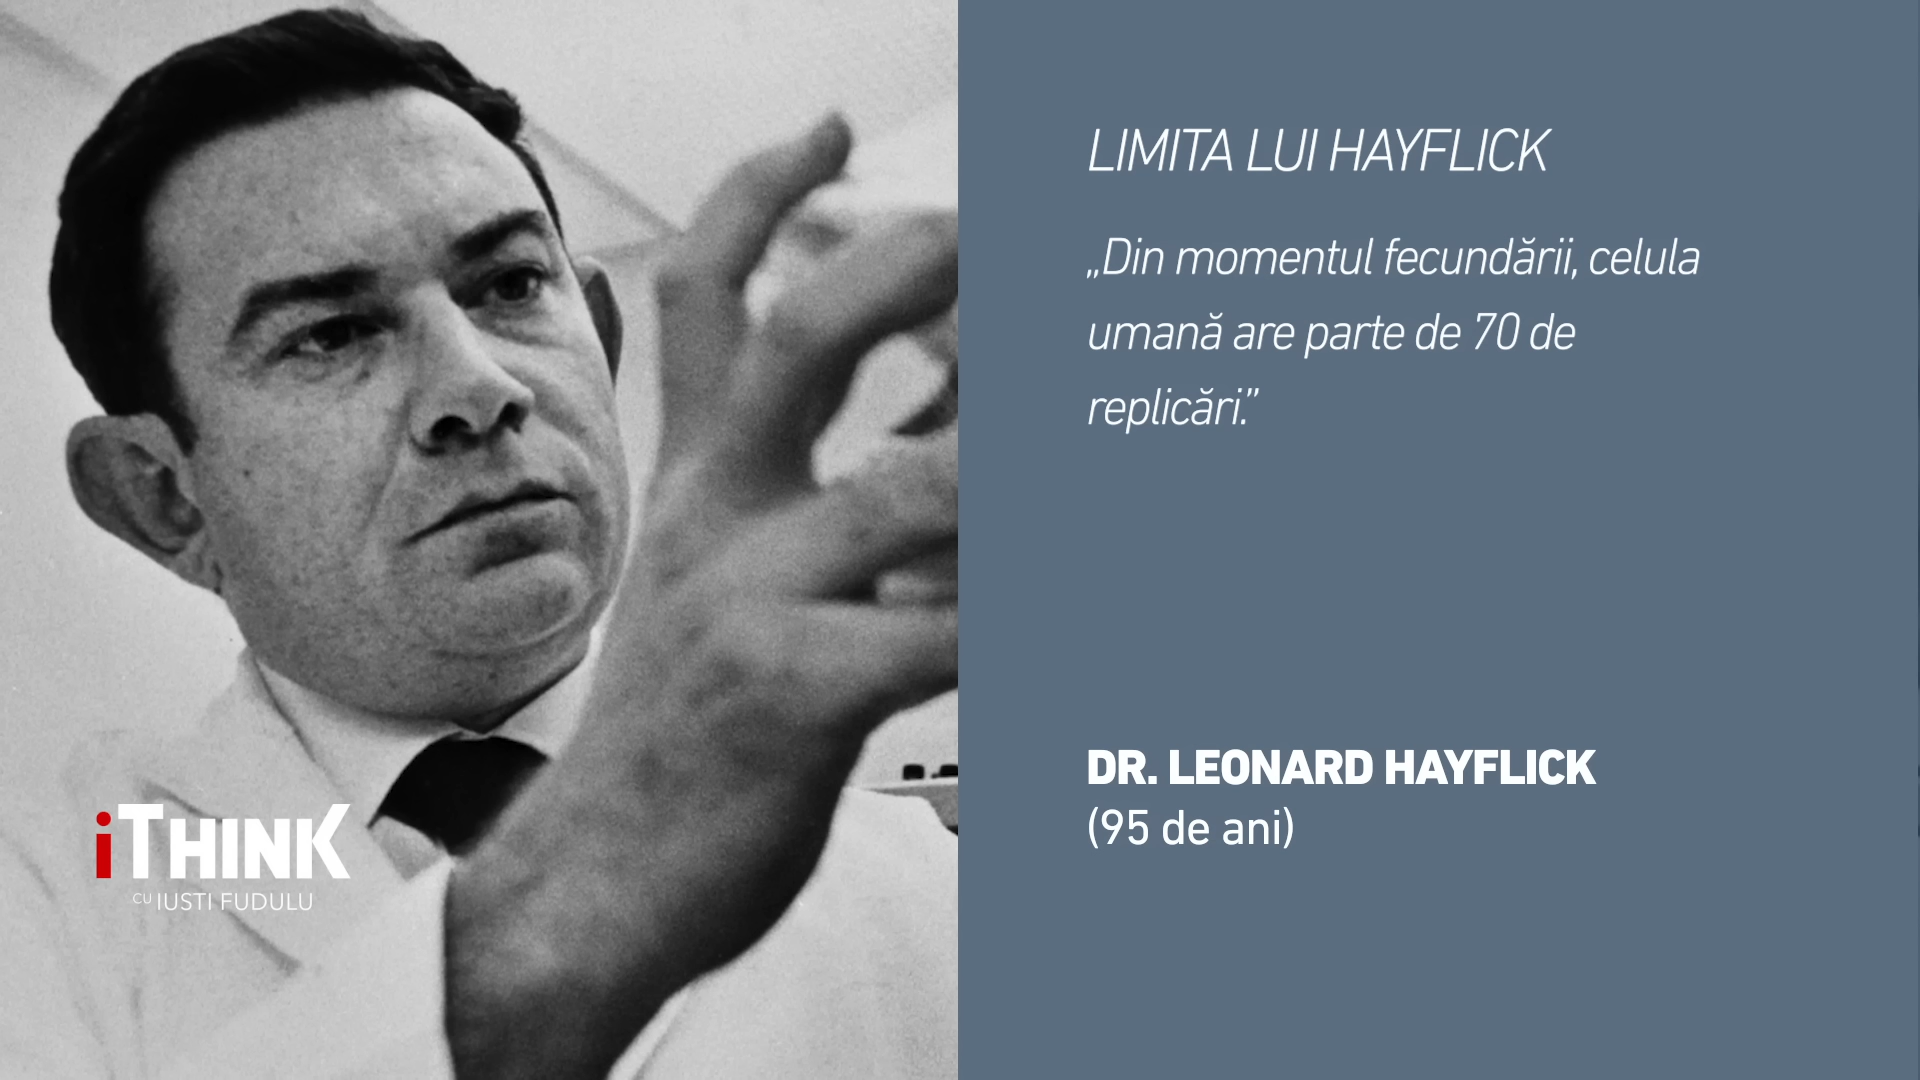 LIMITA LUI HAYFLICK
„Din momentul fecundării, celula
umană are parte de 70 de
replicări.”
DR. LEONARD HAYFLICK
(95 de ani)
iTHINK
CU IUSTI FUDULU